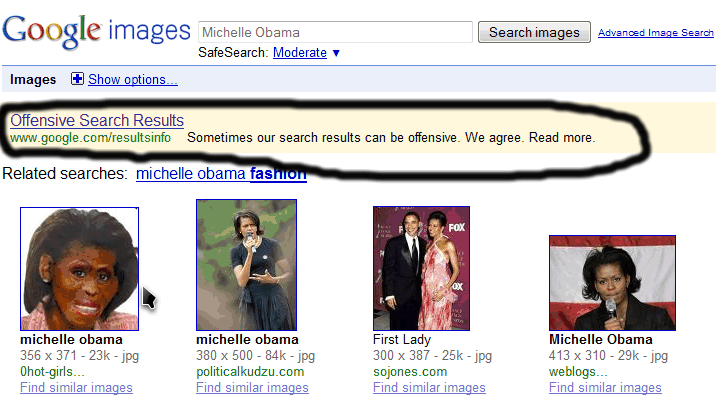 Google images
Michelle Obama
Search images
Advanced Image Search
SafeSearch: Moderate ▼
Images
Show options...
Offensive Search Results
www.google.com/resultsinfo Sometimes our search results can be offensive. We agree. Read more.
Related searches: michelle obama fashion
FOX
FOX
michelle obama
356 x 371 - 23k - jpg
0hot-girls...
Find similar images
michelle obama
380 x 500 - 84k - jpg
politicalkudzu.com
Find similar images
First Lady
300 x 387 - 25k - jpg
sojones.com
Find similar images
Michelle Obama
413 x 310 - 29k - jpg
weblogs...
Find similar images